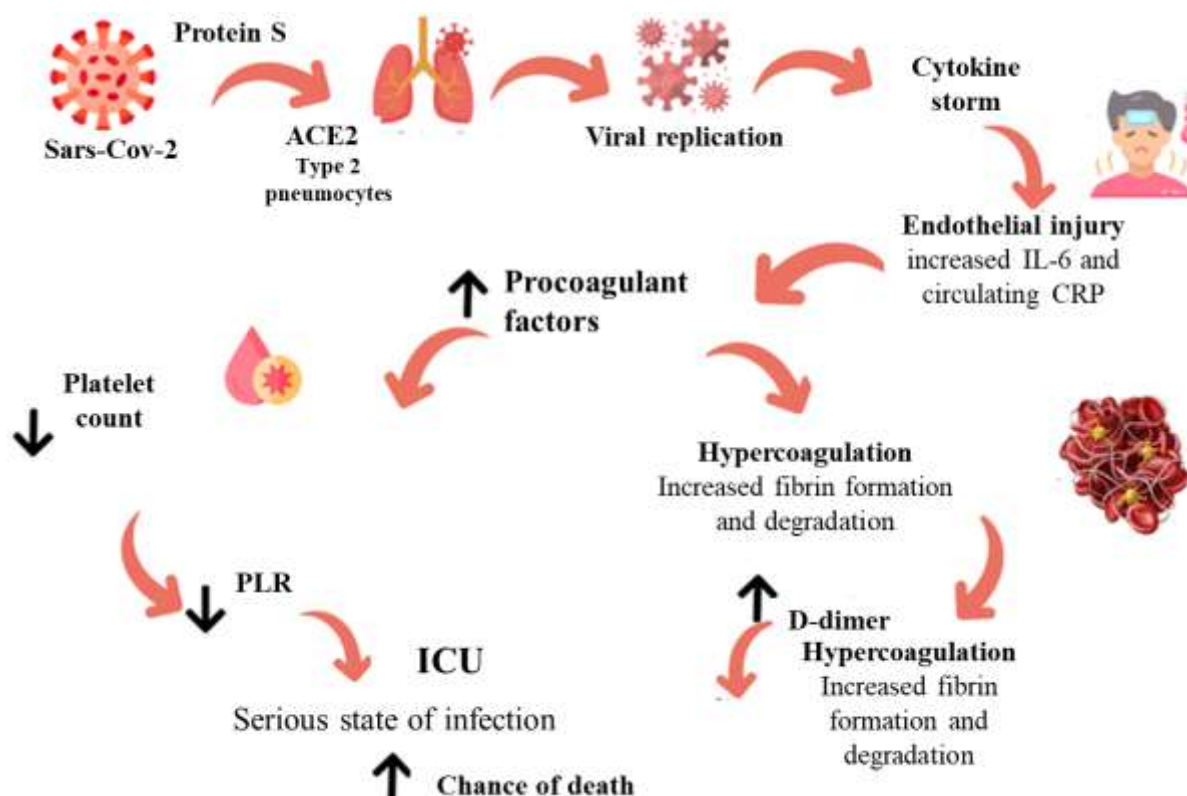 Protein S
Sars-Cov-2
ACE2
Type 2
pneumocytes
Viral replication
Cytokine
storm
Endothelial injury
increased IL-6 and
circulating CRP
Procoagulant
factors
Platelet
count
Hypercoagulation
Increased fibrin formation
and degradation
PLR
ICU
Serious state of infection
Chance of death
D-dimer
Hypercoagulation
Increased fibrin
formation and
degradation